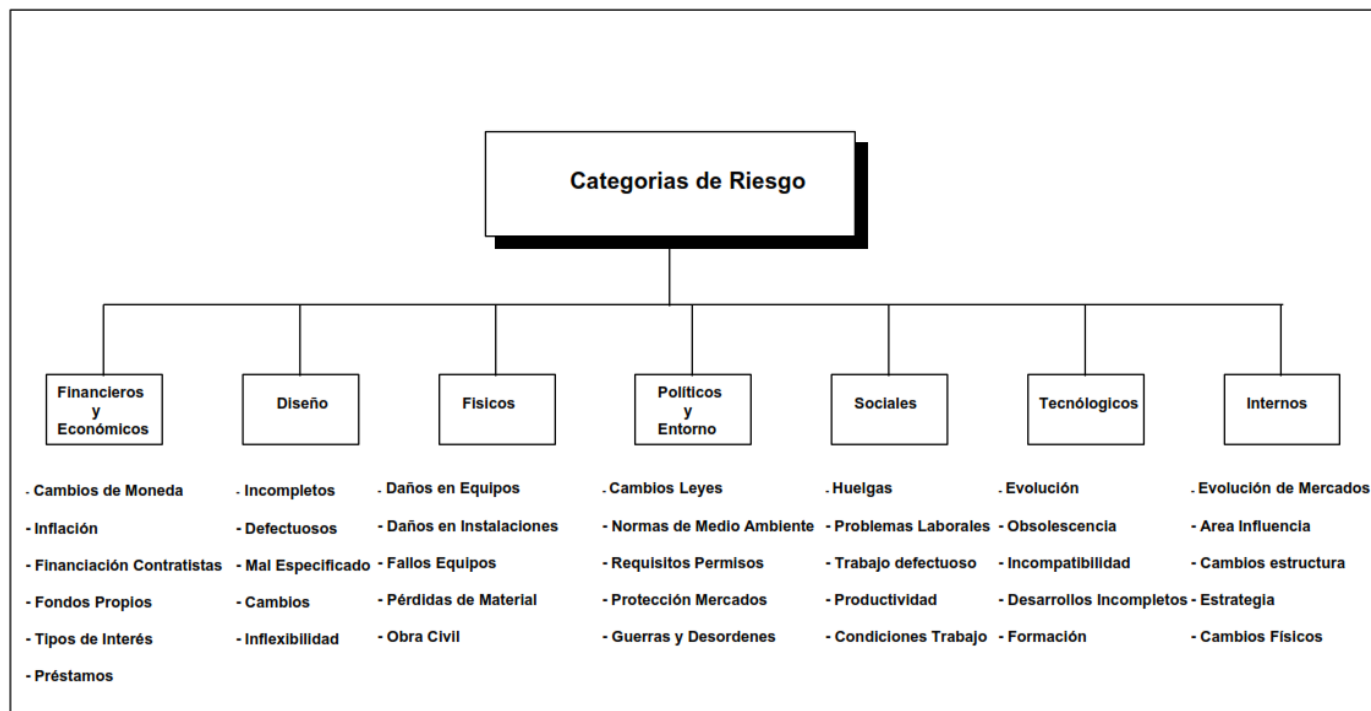 Categorias de Riesgo
Financieros
y
Económicos
Diseño
Fisicos
Políticos
y
Entorno
Sociales
Tecnólogicos
Internos
- Cambios de Moneda
- Inflación
- Financiación Contratistas
- Fondos Propios
- Tipos de Interés
- Préstamos
- Incompletos
- Defectuosos
- Mal Especificado
- Cambios
- Inflexibilidad
- Daños en Equipos
- Daños en Instalaciones
- Fallos Equipos
- Pérdidas de Material
- Obra Civil
- Cambios Leyes
- Normas de Medio Ambiente
- Requisitos Permisos
- Protección Mercados
- Guerras y Desordenes
- Huelgas
- Problemas Laborales
- Trabajo defectuoso
- Productividad
- Condiciones Trabajo
- Evolución
- Obsolescencia
- Incompatibilidad
- Desarrollos Incompletos
- Formación
- Evolución de Mercados
- Area Influencia
- Cambios estructura
- Estrategia
- Cambios Físicos